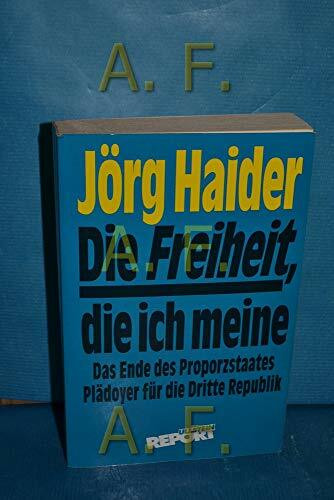 A. F.
Jörg Haider
Die Freiheit,
A. F.
die ich meine
Das Ende des Proporzstaates
Plädoyer für die Dritte Republik
A. F.
REPORT